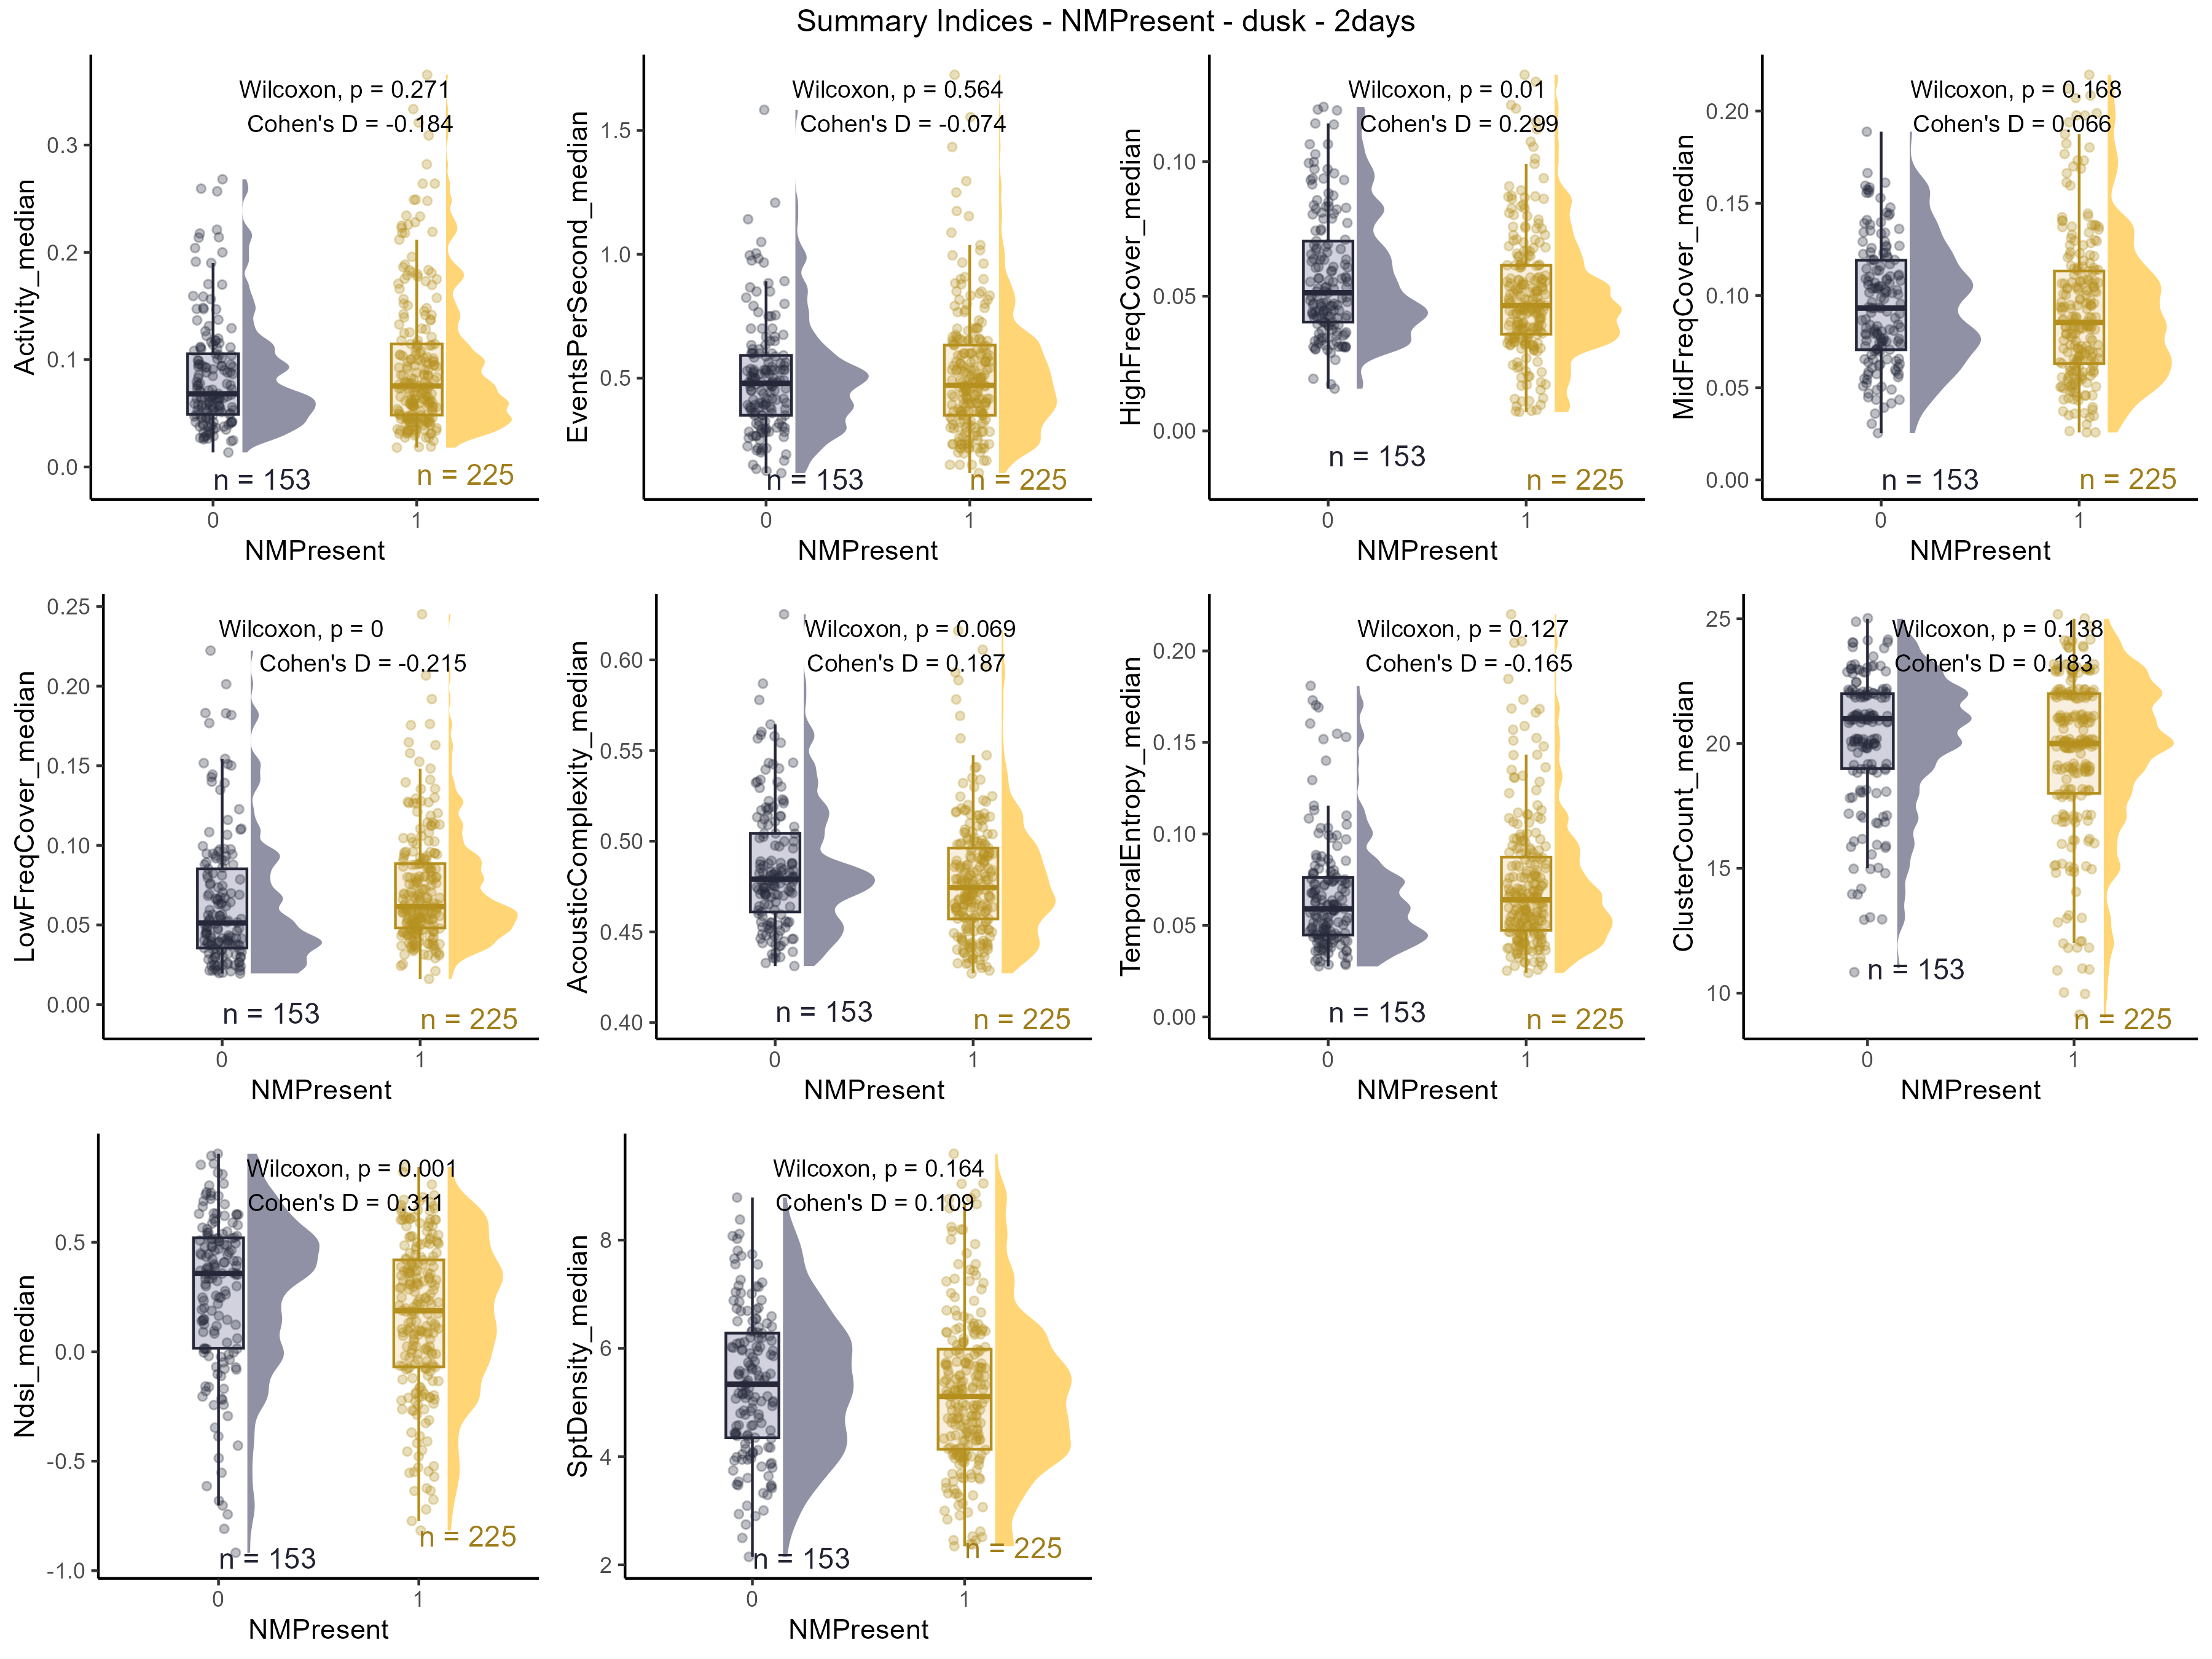 Summary Indices - NMPresent - dusk - 2days
Activity_median
Wilcoxon, p = 0.271
Cohen's D = -0.184
0.3
0.2
0.1
0.0
n = 153
n = 225
0
1
NMPresent
EventsPerSecond_median
Wilcoxon, p = 0.564
Cohen's D = -0.074
1.5
1.0
0.5
n = 153
n = 225
0
1
NMPresent
HighFreqCover_median
Wilcoxon, p = 0.01
Cohen's D = 0.299
0.10
0.05
0.00
n = 153
n = 225
0
1
NMPresent
MidFreqCover_median
Wilcoxon, p = 0.168
Cohen's D = 0.066
0.20
0.15
0.10
0.05
0.00
n = 153
n = 225
0
1
NMPresent
LowFreqCover_median
Wilcoxon, p = 0
Cohen's D = -0.215
0.25
0.20
0.15
0.10
0.05
0.00
n = 153
n = 225
0
1
NMPresent
AcousticComplexity_median
Wilcoxon, p = 0.069
Cohen's D = 0.187
0.60
0.55
0.50
0.45
0.40
n = 153
n = 225
0
1
NMPresent
TemporalEntropy_median
Wilcoxon, p = 0.127
Cohen's D = -0.165
0.20
0.15
0.10
0.05
0.00
n = 153
n = 225
0
1
NMPresent
ClusterCount_median
Wilcoxon, p = 0.138
Cohen's D = 0.183
25
20
15
10
n = 153
n = 225
0
1
NMPresent
Ndsi_median
Wilcoxon, p = 0.001
Cohen's D = 0.311
0.5
0.0
-0.5
-1.0
n = 153
n = 225
0
1
NMPresent
SptDensity_median
Wilcoxon, p = 0.164
Cohen's D = 0.109
8
6
4
2
n = 153
n = 225
0
1
NMPresent